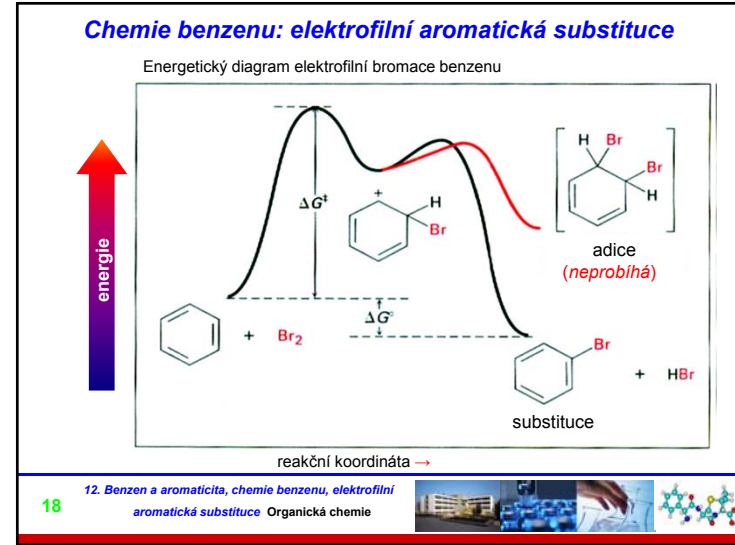 Chemie benzenu: elektrofilní aromatická substituce
Energetický diagram elektrofilní bromace benzenu
energie
ΔG‡
+
H
Br
H
Br
Br
H
adice
(neprobíhá)
ΔG°
+ Br2
Br
+ HBr
substituce
reakční koordináta →
18
12. Benzen a aromaticita, chemie benzenu, elektrofilní
aromatická substituce Organická chemie